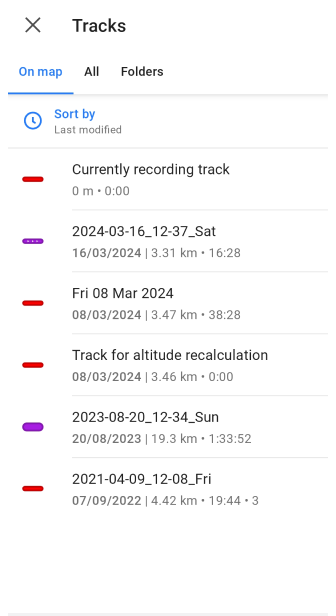 Tracks
On map All Folders
Sort by
Last modified
Currently recording track
0 m • 0:00
2024-03-16_12-37_Sat
16/03/2024 | 3.31 km • 16:28
Fri 08 Mar 2024
08/03/2024 | 3.47 km • 38:28
Track for altitude recalculation
08/03/2024 | 3.46 km • 0:00
2023-08-20_12-34_Sun
20/08/2023 | 19.3 km • 1:33:52
2021-04-09_12-08_Fri
07/09/2022 | 4.42 km • 19:44 • 3